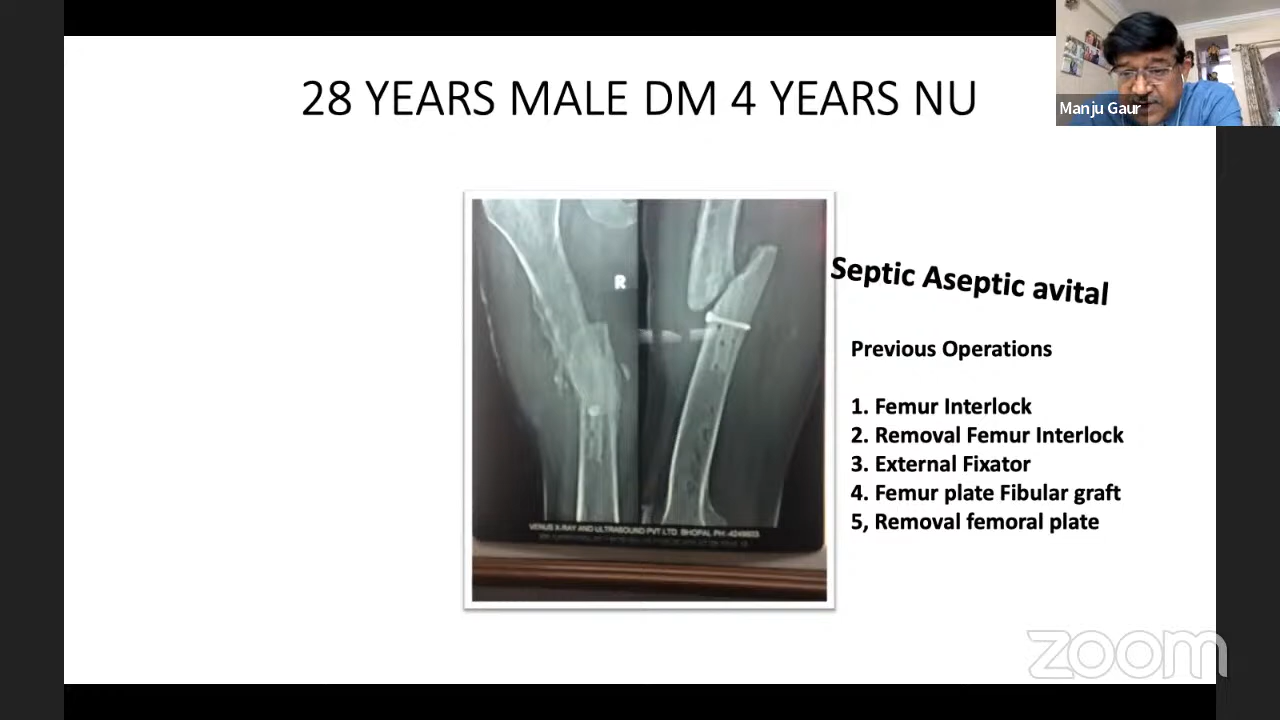 28 YEARS MALE DM 4 YEARS NU
Manju Gaur
R
Septic Aseptic avital
Previous Operations
1. Femur Interlock
2. Removal Femur Interlock
3. External Fixator
4. Femur plate Fibular graft
5, Removal femoral plate
VENUS X-RAY AND ULTRASOUND PVT.LTD. BHOPAL PH:-
zoom